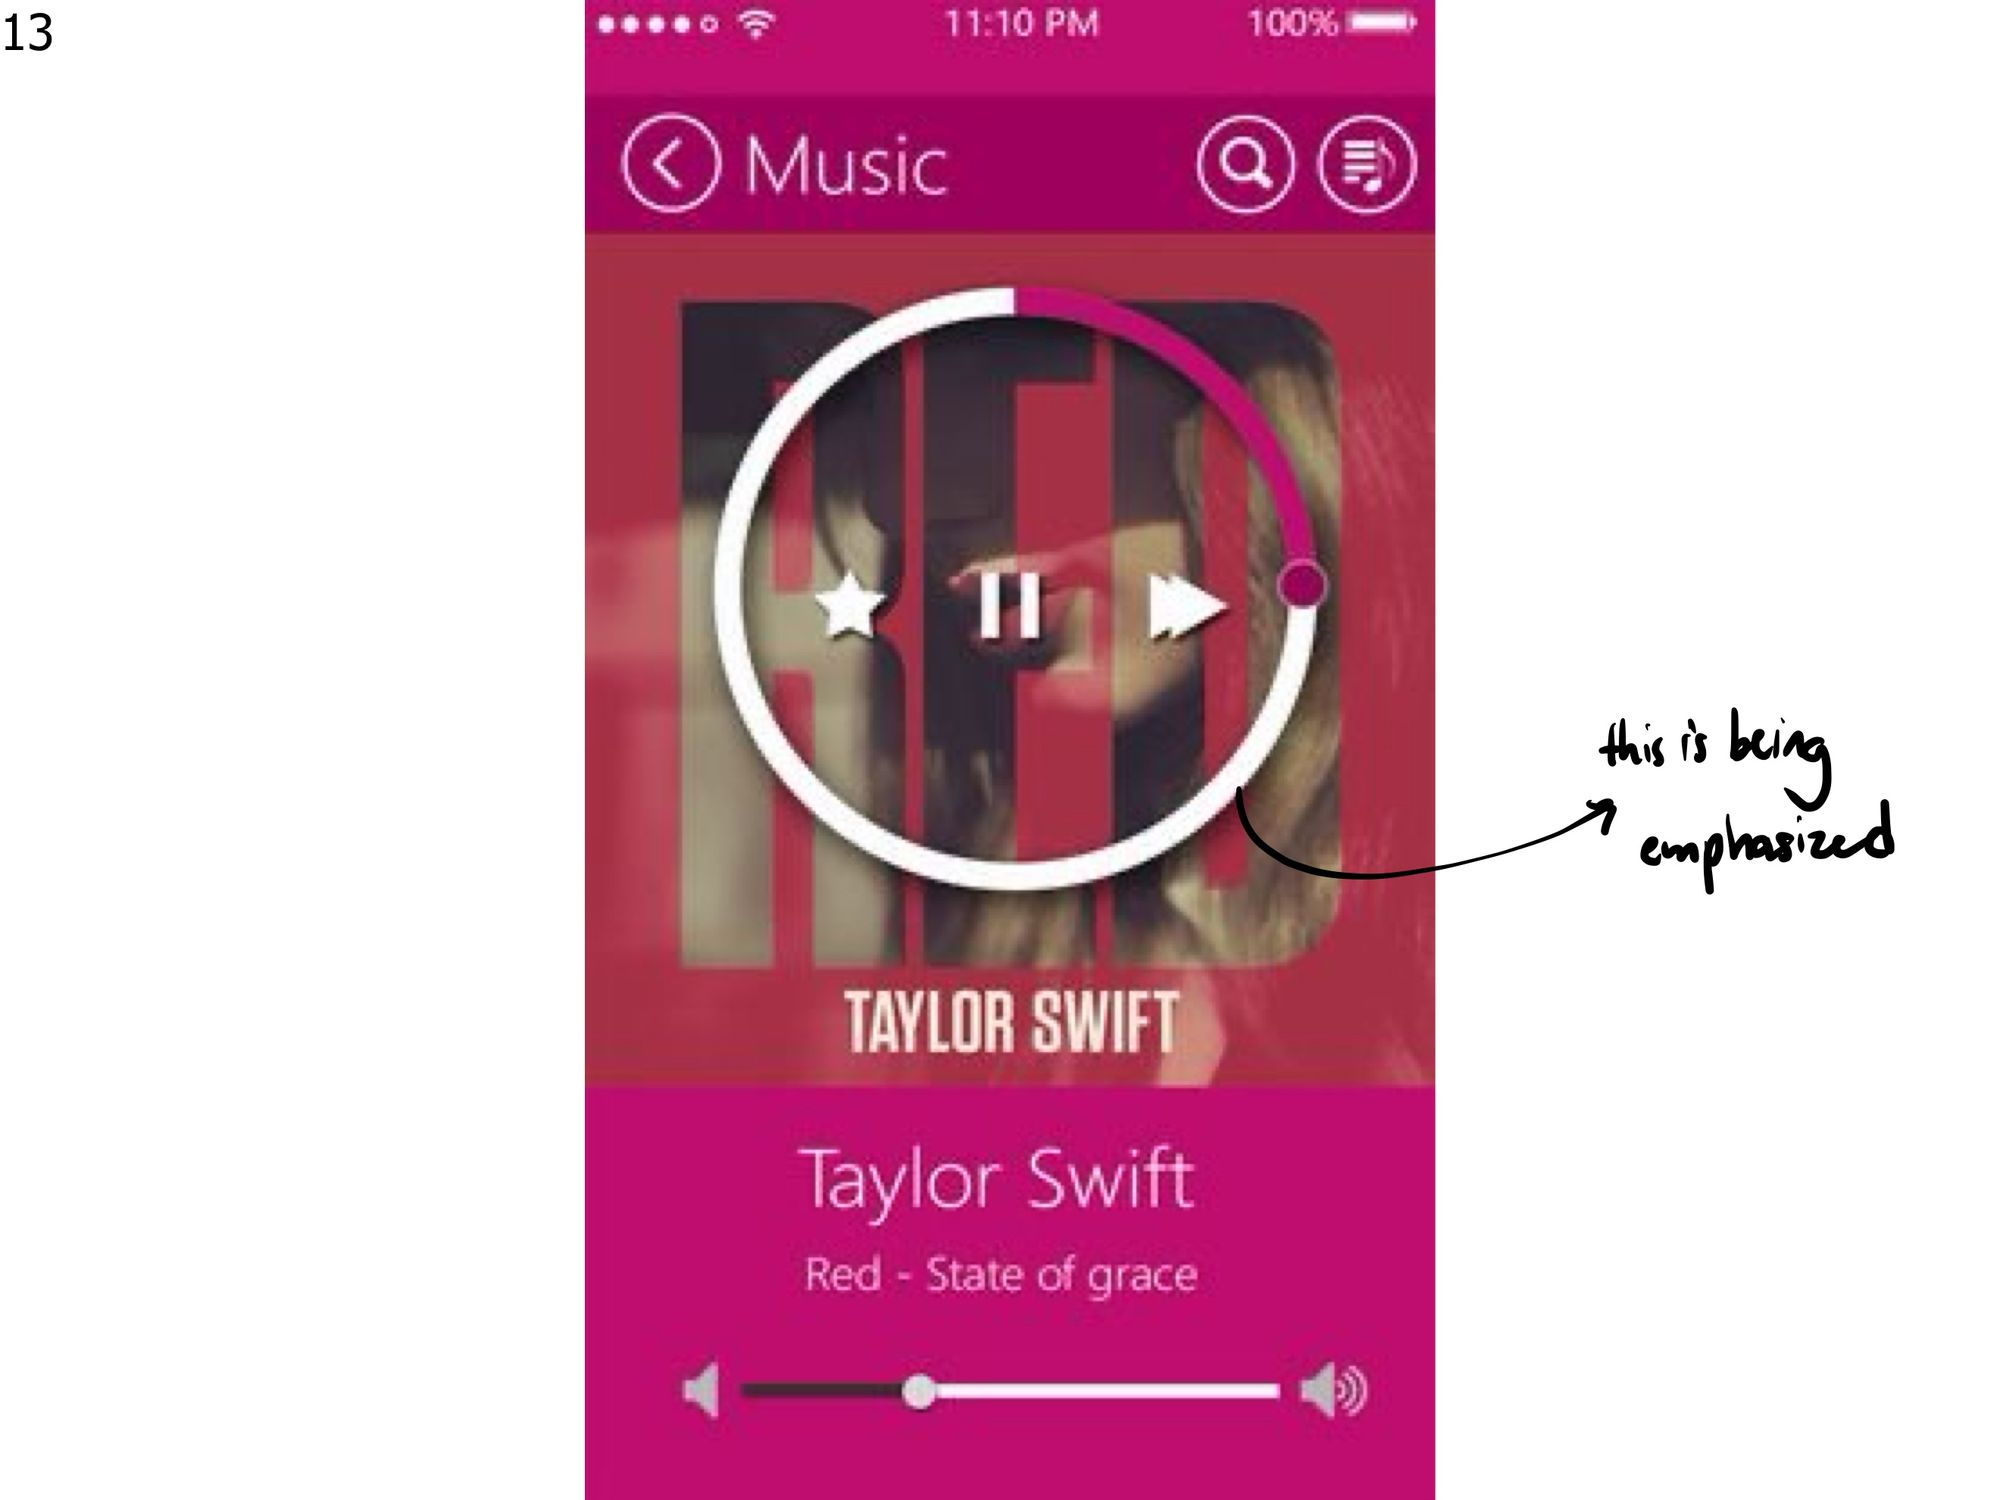 13
11:10 PM
100%
Music
RED
TAYLOR SWIFT
Taylor Swift
Red - State of grace
this is being
emphasized